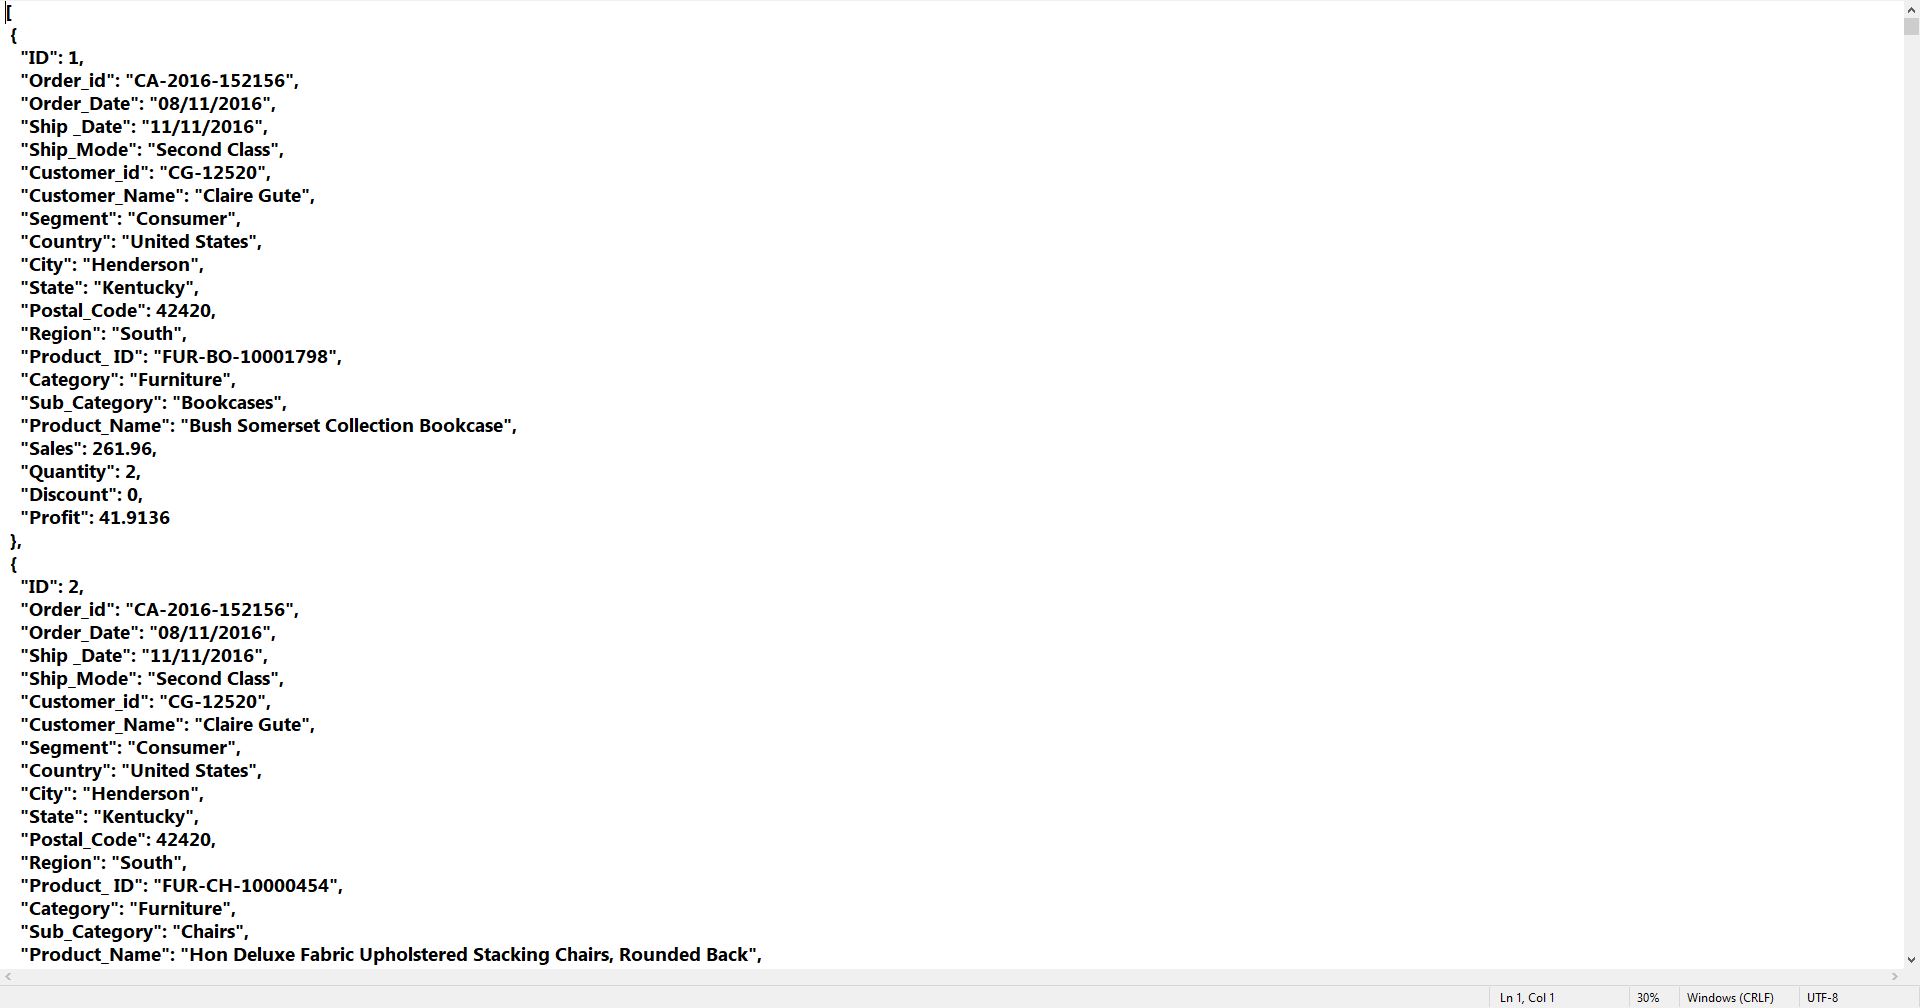 [
{
"ID": 1,
"Order_id": "CA-2016-152156",
"Order_Date": "08/11/2016",
"Ship _Date": "11/11/2016",
"Ship_Mode": "Second Class",
"Customer_id": "CG-12520",
"Customer_Name": "Claire Gute",
"Segment": "Consumer",
"Country": "United States",
"City": "Henderson",
"State": "Kentucky",
"Postal_Code": 42420,
"Region": "South",
"Product_ ID": "FUR-BO-10001798",
"Category": "Furniture",
"Sub_Category": "Bookcases",
"Product_Name": "Bush Somerset Collection Bookcase",
"Sales": 261.96,
"Quantity": 2,
"Discount": 0,
"Profit": 41.9136
},
{
"ID": 2,
"Order_id": "CA-2016-152156",
"Order_Date": "08/11/2016",
"Ship _Date": "11/11/2016",
"Ship_Mode": "Second Class",
"Customer_id": "CG-12520",
"Customer_Name": "Claire Gute",
"Segment": "Consumer",
"Country": "United States",
"City": "Henderson",
"State": "Kentucky",
"Postal_Code": 42420,
"Region": "South",
"Product_ ID": "FUR-CH-10000454",
"Category": "Furniture",
"Sub_Category": "Chairs",
"Product_Name": "Hon Deluxe Fabric Upholstered Stacking Chairs, Rounded Back",
Ln 1, Col 1 30% Windows (CRLF) UTF-8